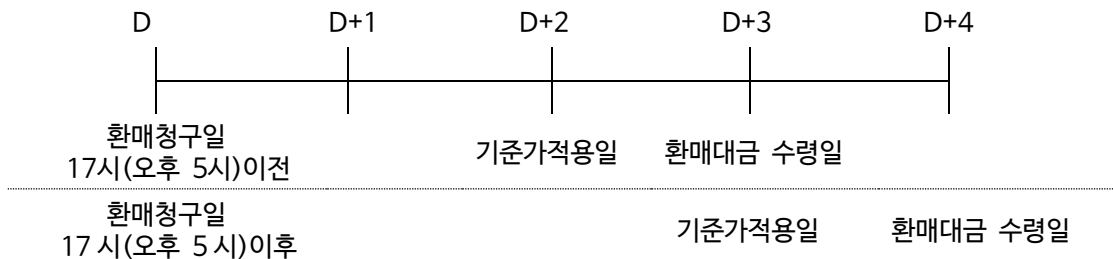 D D+1 D+2 D+3 D+4
환매청구일
17시(오후 5시)이전
기준가적용일 환매대금 수령일
환매청구일
17 시(오후 5 시)이후
기준가적용일 환매대금 수령일